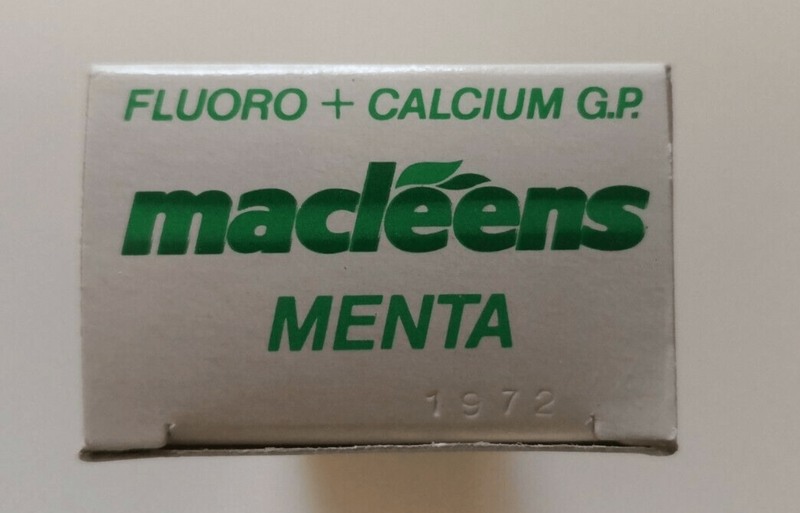 FLUORO + CALCIUM G.P.
macleens
MENTA
1972